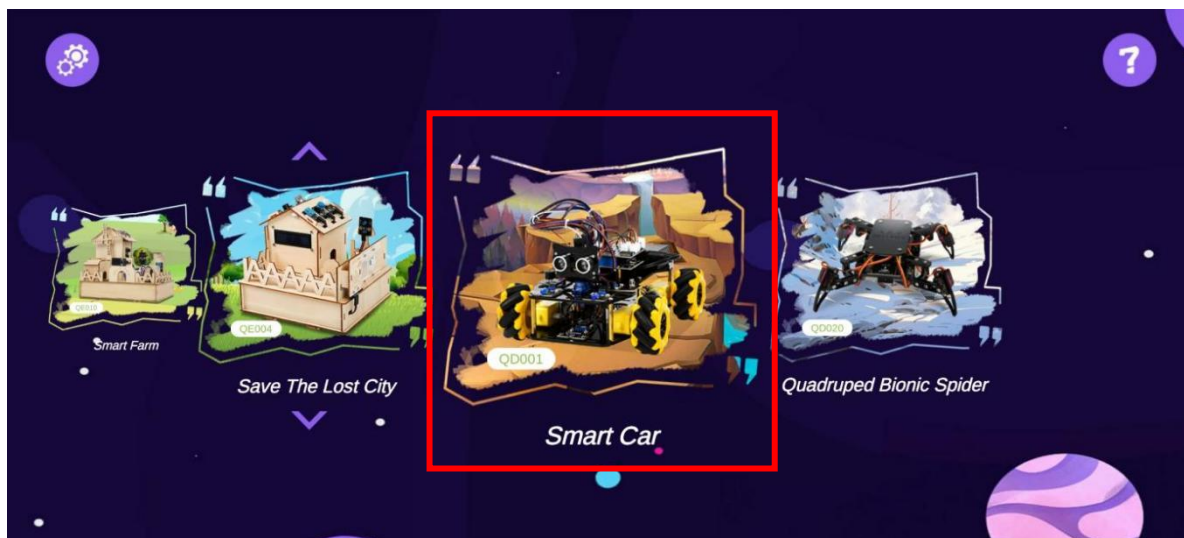 ?
QE010
Smart Farm
QE004
Save The Lost City
QD001
Smart Car
QD020
Quadruped Bionic Spider